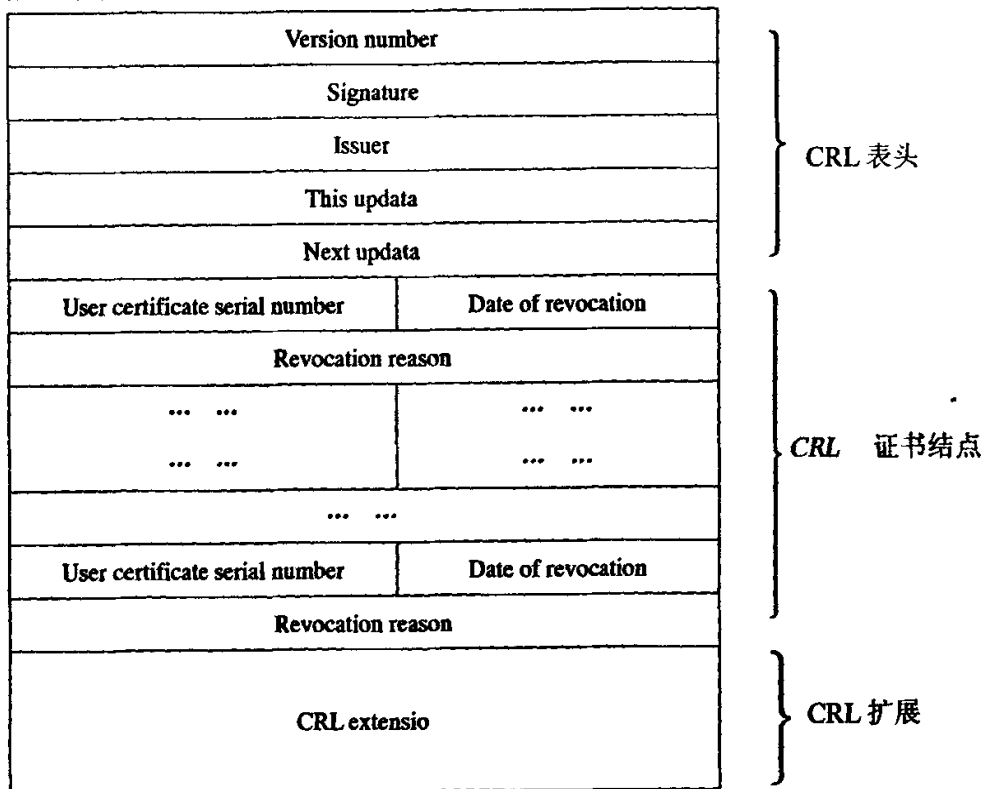 Version number
Signature
Issuer
This updata
Next updata
CRL 表头
User certificate serial number Date of revocation
Revocation reason
... ... ... ...
... ... ... ...
... ...
User certificate serial number Date of revocation
Revocation reason
CRL 证书结点
CRL extensio
CRL 扩展